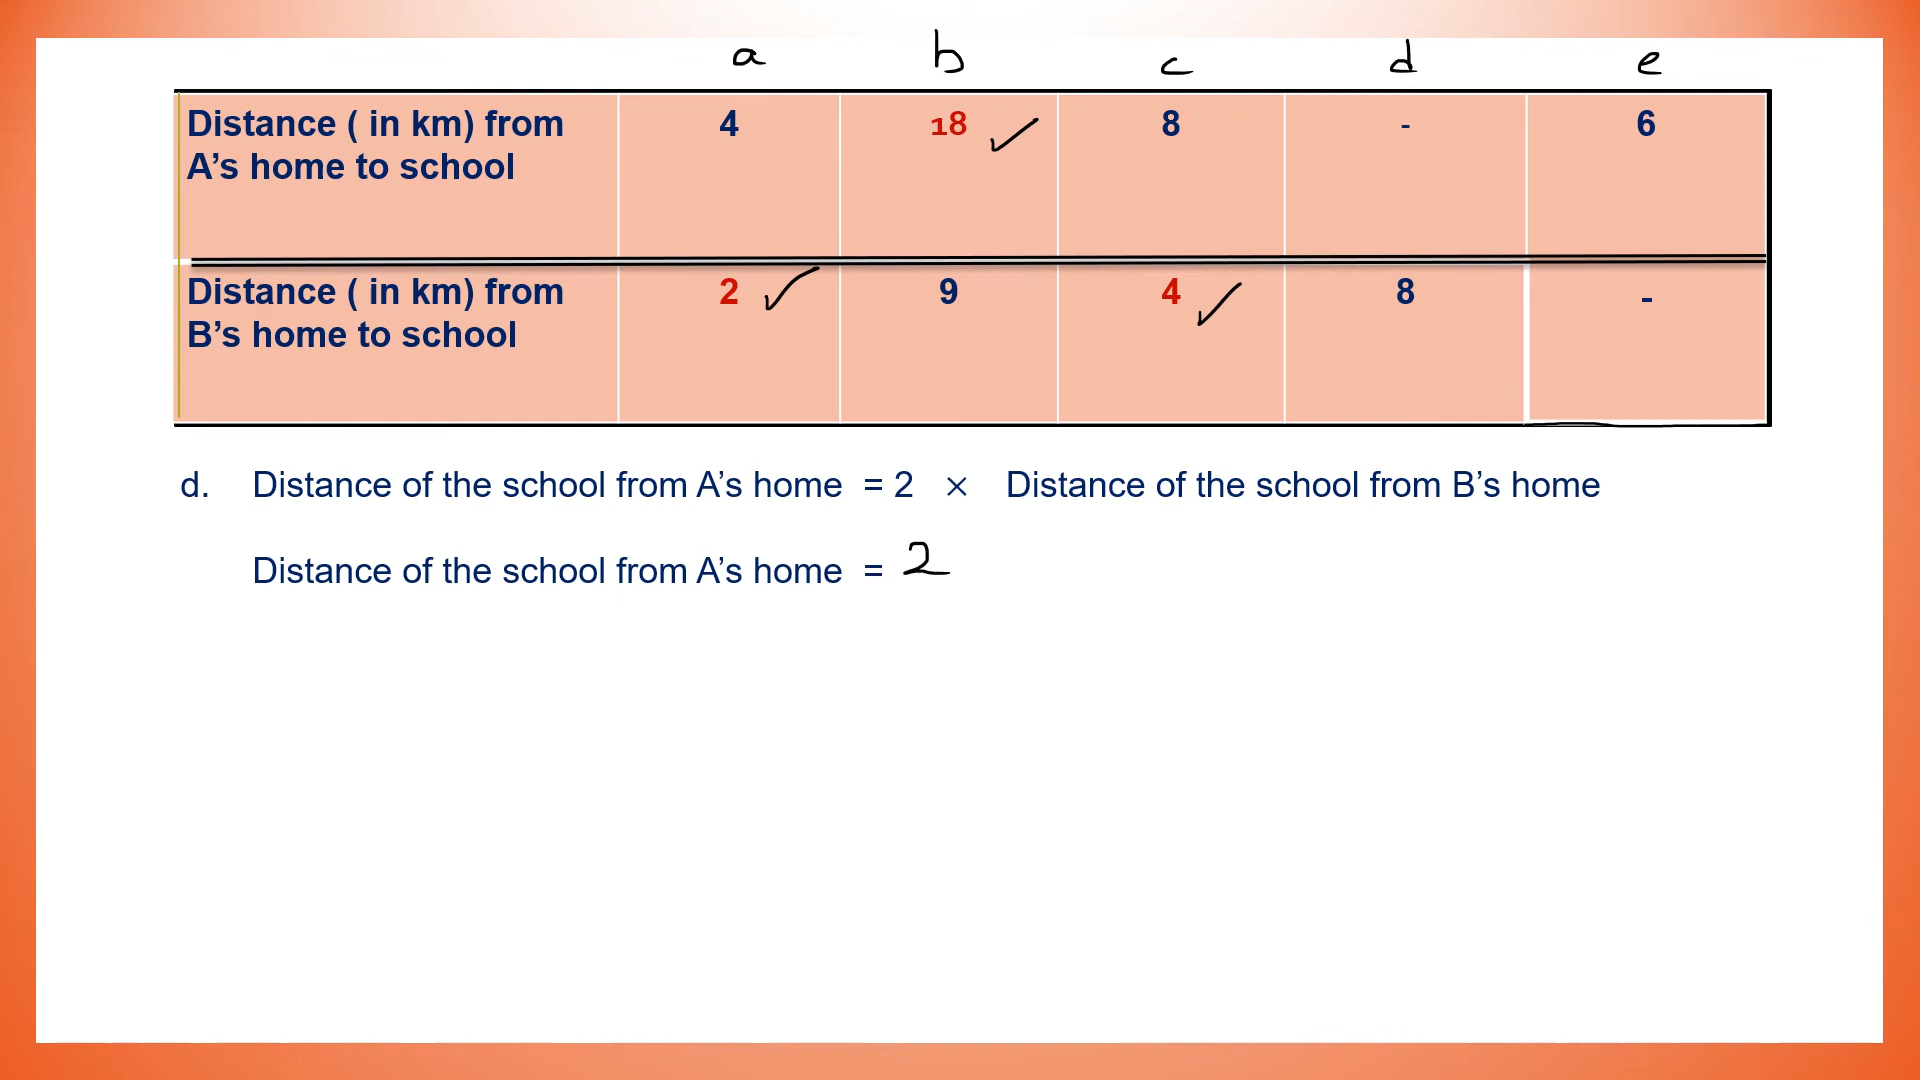 a b c d e
Distance ( in km) from 4 18 8 - 6
A’s home to school
Distance ( in km) from 2 9 4 8 -
B’s home to school
d. Distance of the school from A’s home = 2 × Distance of the school from B’s home
Distance of the school from A’s home = 2